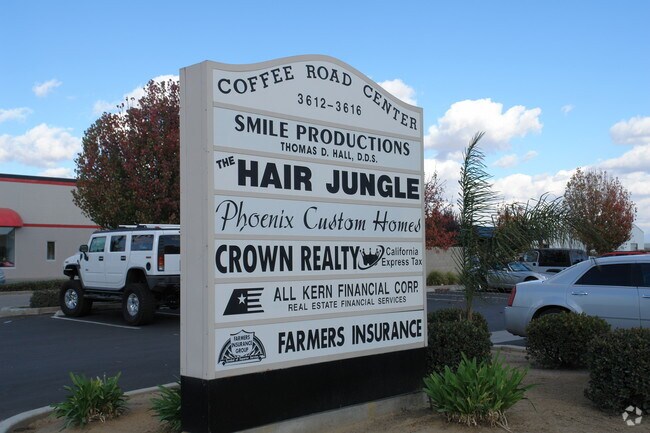 COFFEE ROAD CENTER
3612-3616
SMILE PRODUCTIONS
THOMAS D. HALL, D.D.S.
THE HAIR JUNGLE
Phoenix Custom Homes
CROWN REALTY California
Express Tax
ALL KERN FINANCIAL CORP.
REAL ESTATE FINANCIAL SERVICES
FARMERS INSURANCE GROUP
FARMERS INSURANCE